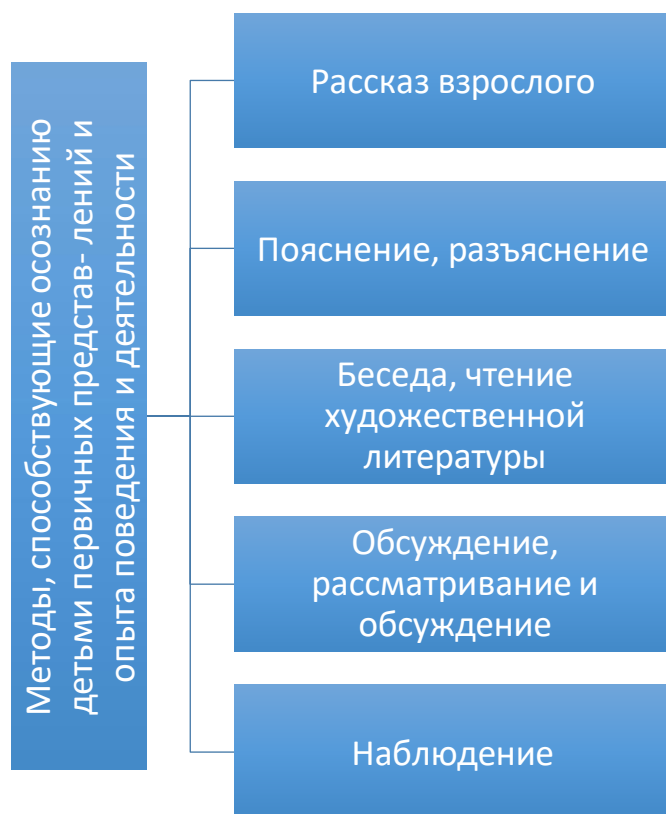 Методы, способствующие осознанию
детьми первичных представ- лений и
опыта поведения и деятельности
Рассказ взрослого
Пояснение, разъяснение
Беседа, чтение
художественной
литературы
Обсуждение,
рассматривание и
обсуждение
Наблюдение